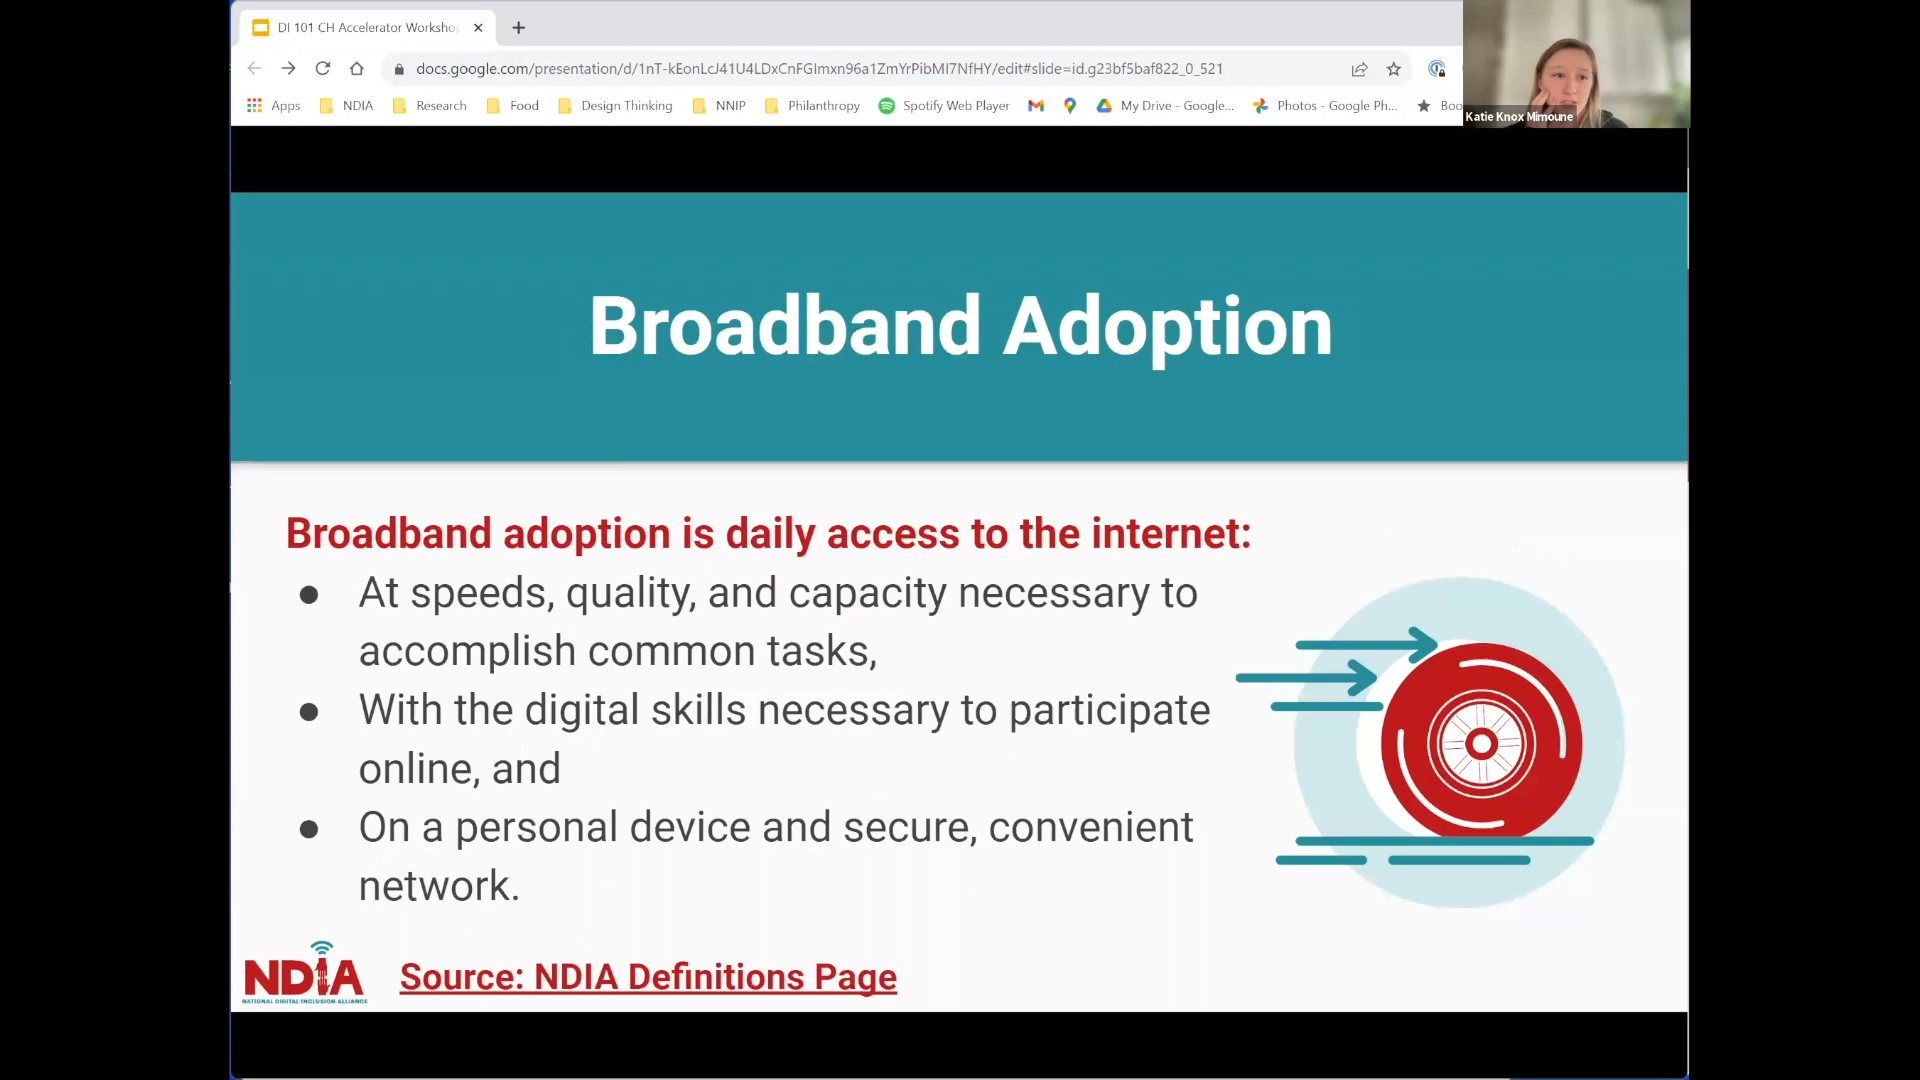 DI 101 CH Accelerator Worksho
docs.google.com/presentation/d/1nT-kEonLcJ41U4LDxCnFGImxn96a1ZmYrPibMI7NfHY/edit#slide=id.g23bf5baf822_0_521
Apps NDIA Research Food Design Thinking NNIP Philanthropy Spotify Web Player My Drive - Google... Photos - Google Ph... Boo
Katie Knox Mimoune
Broadband Adoption
Broadband adoption is daily access to the internet:
● At speeds, quality, and capacity necessary to
accomplish common tasks,
● With the digital skills necessary to participate
online, and
● On a personal device and secure, convenient
network.
NDIA
NATIONAL DIGITAL INCLUSION ALLIANCE
Source: NDIA Definitions Page